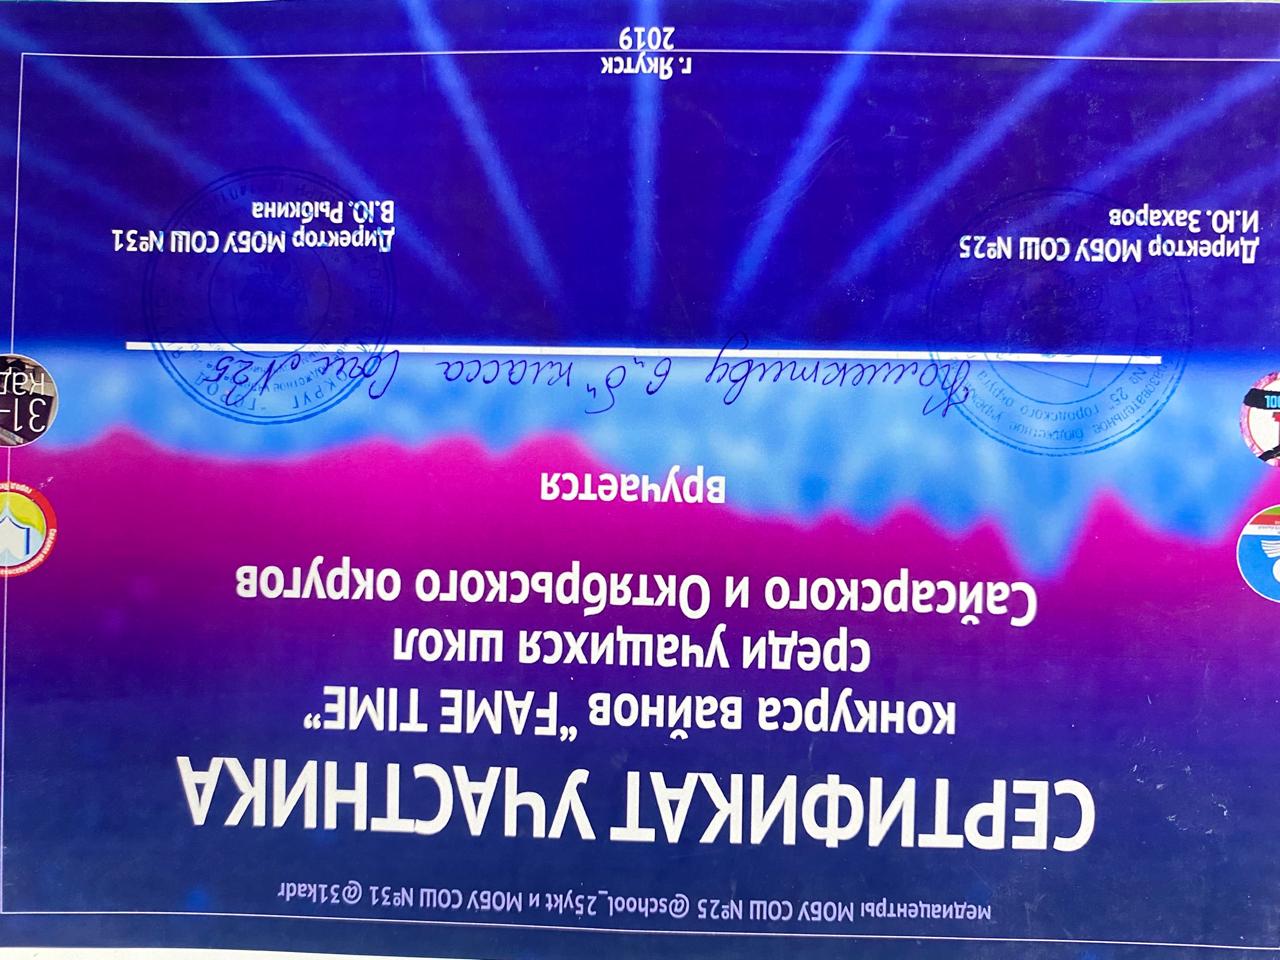 медиацентры МОБУ СОШ №25 @school_25ykt и МОБУ СОШ №31 @31kadr
СЕРТИФИКАТ УЧАСТНИКА
конкурса вайнов “FAME TIME”
среди учащихся школ
Сайсарского и Октябрьского округов
вручается
Коллективу 6 „б“ класса Сош №25
Директор МОБУ СОШ №25
И.Ю. Захаров
Директор МОБУ СОШ №31
В.Ю. Рыбкина
31-
кад
г. Якутск
2019